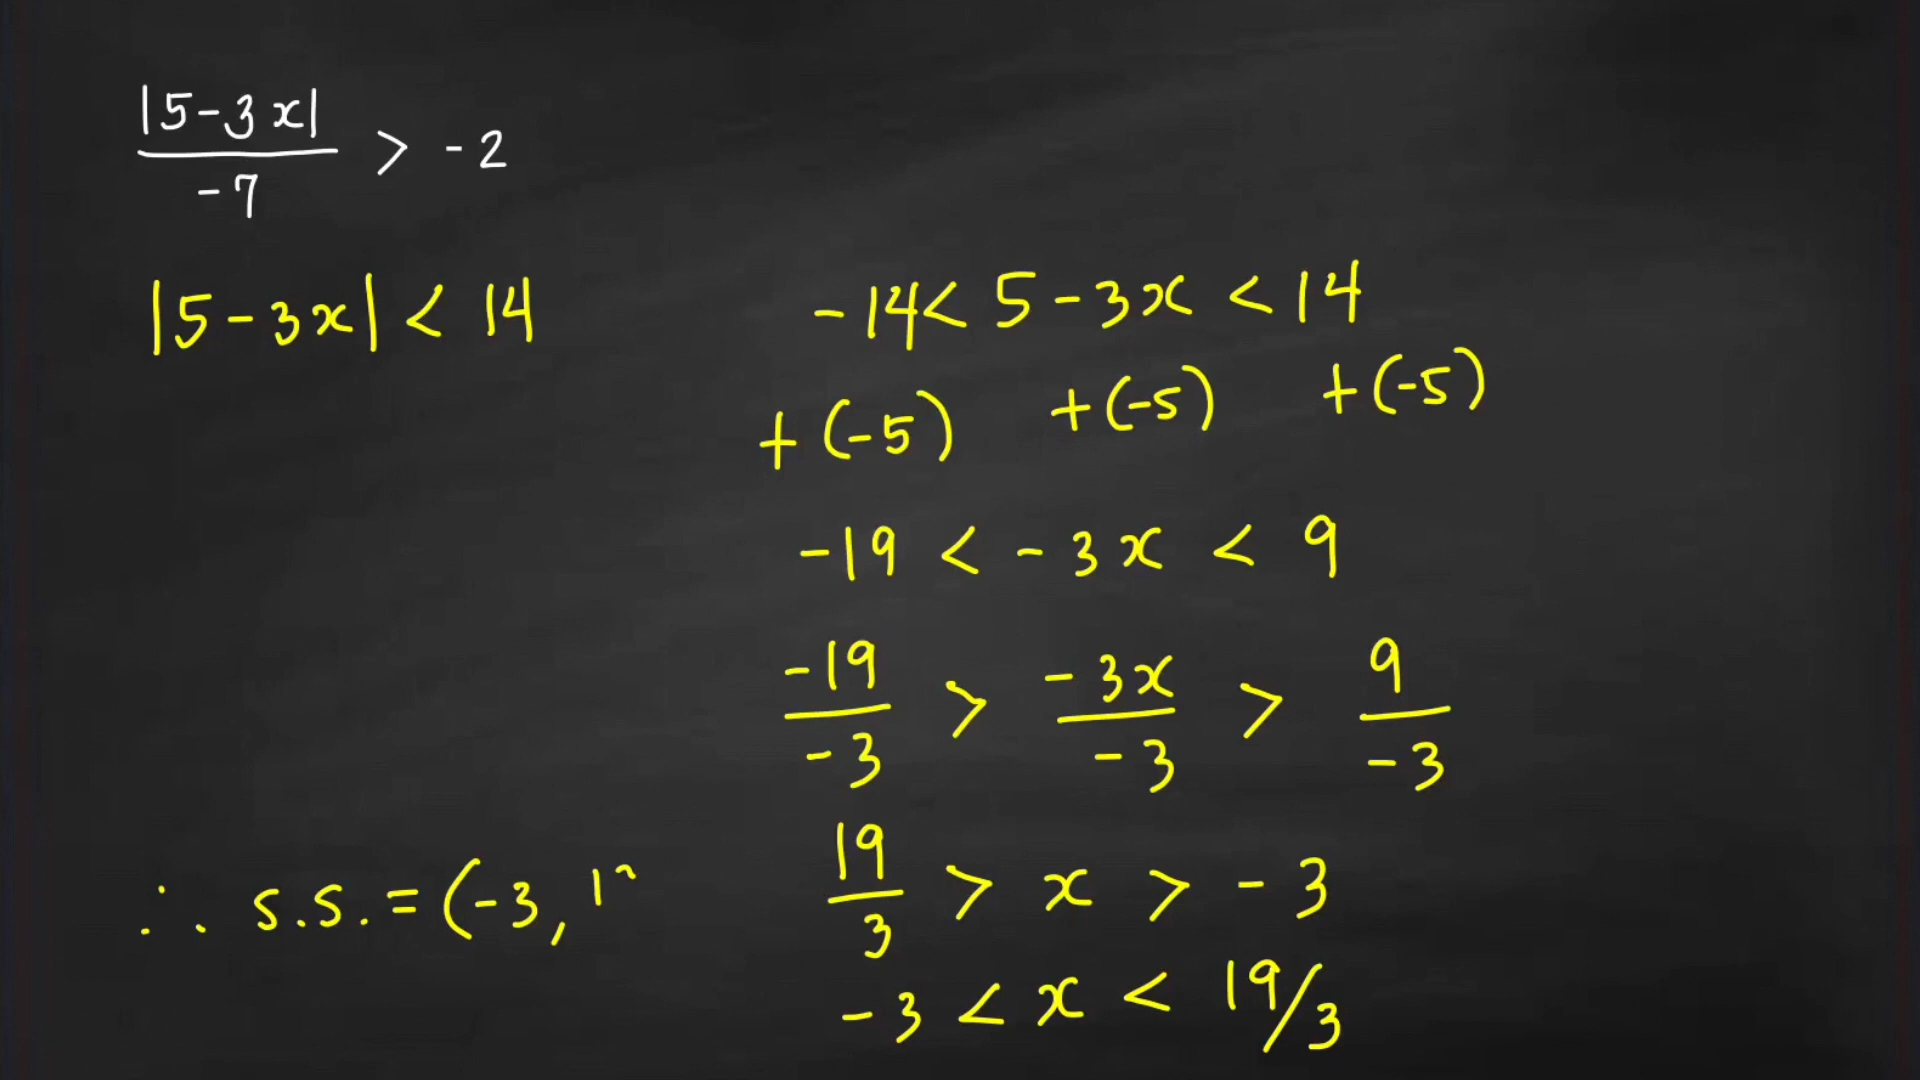 |5-3x|
-7
> -2
|5-3x| < 14
-14 < 5-3x < 14
+(-5) +(-5) +(-5)
-19 < -3x < 9
-19/-3 > -3x/-3 > 9/-3
19/3 > x > -3
-3 < x < 19/3
∴ s.s. = (-3, 1